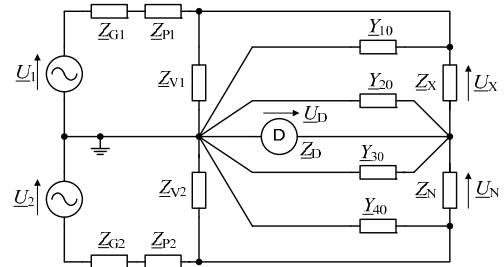 Z_G1 Z_P1
Y_10
U_1
Z_V1
Y_20
Z_X
U_X
U_D
D
Z_D
Y_30
U_2
Z_V2
Z_N
U_N
Y_40
Z_G2 Z_P2